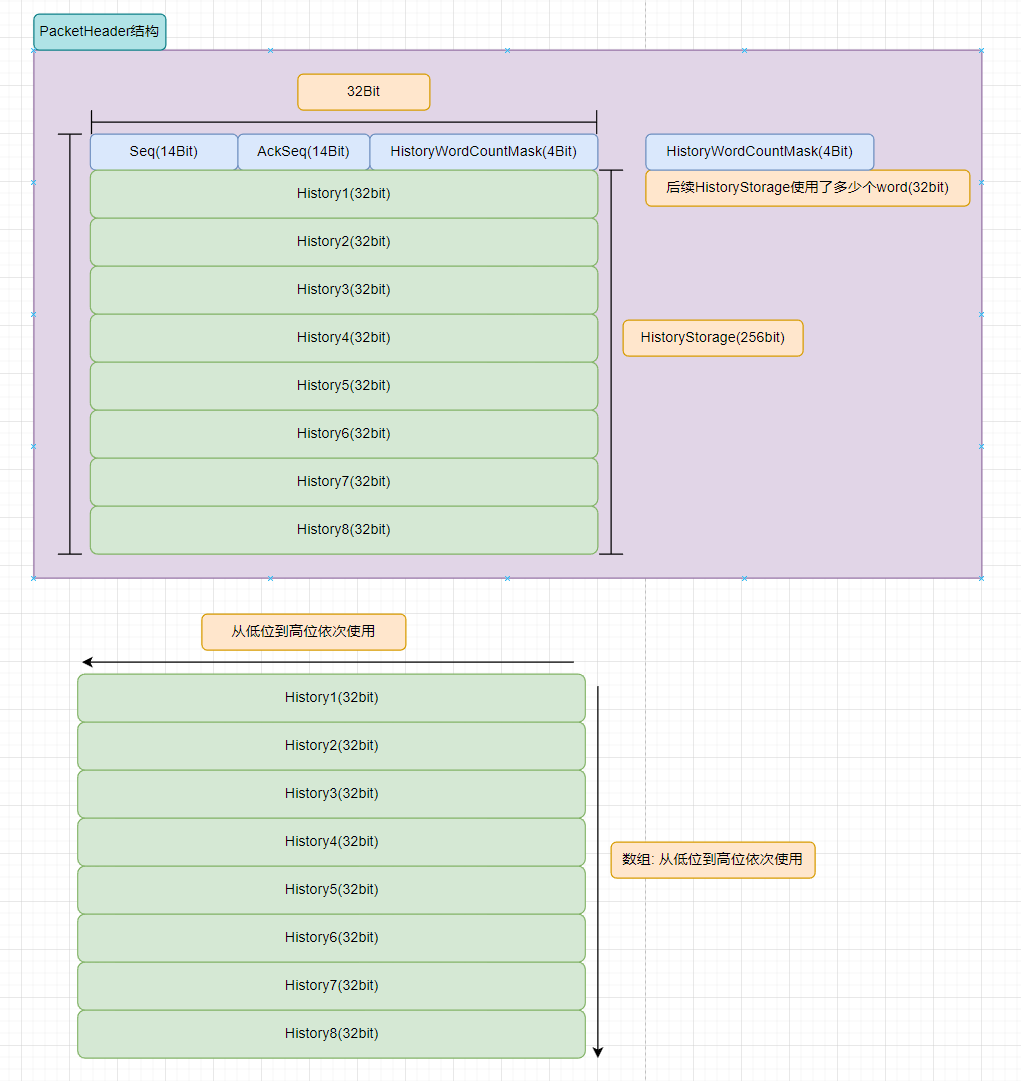 PacketHeader结构
32Bit
Seq(14Bit)
AckSeq(14Bit)
HistoryWordCountMask(4Bit)
HistoryWordCountMask(4Bit)
后续HistoryStorage使用了多少个word(32bit)
History1(32bit)
History2(32bit)
History3(32bit)
History4(32bit)
History5(32bit)
History6(32bit)
History7(32bit)
History8(32bit)
HistoryStorage(256bit)
从低位到高位依次使用
History1(32bit)
History2(32bit)
History3(32bit)
History4(32bit)
History5(32bit)
History6(32bit)
History7(32bit)
History8(32bit)
数组: 从低位到高位依次使用